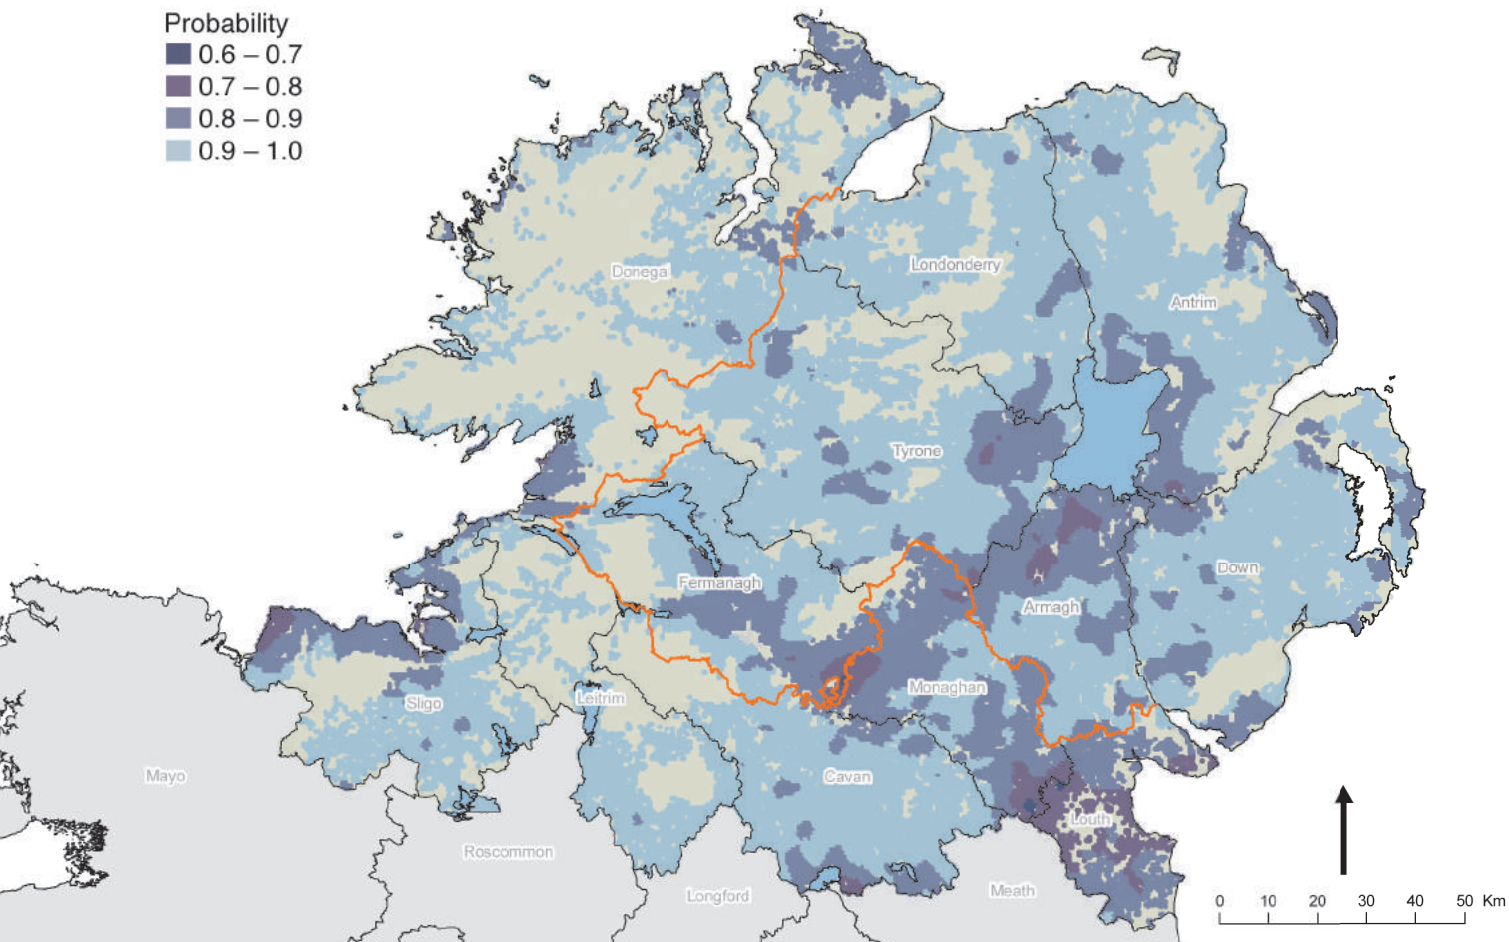 Probability
0.6 – 0.7
0.7 – 0.8
0.8 – 0.9
0.9 – 1.0
Donegal
Londonderry
Antrim
Tyrone
Fermanagh
Down
Armagh
Monaghan
Leitrim
Sligo
Mayo
Cavan
Louth
Roscommon
Longford
Meath
0 10 20 30 40 50 Km